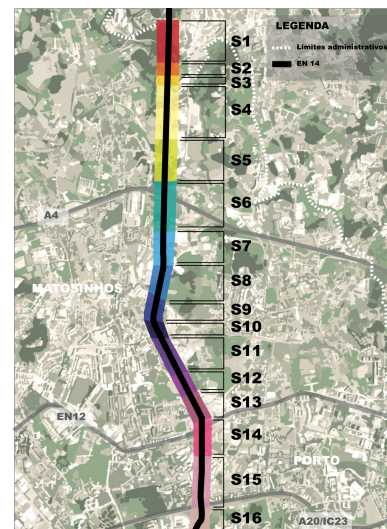 LEGENDA
Limites administrativos
EN 14
S1
S2
S3
S4
S5
S6
A4
S7
S8
MATOSINHOS
S9
S10
S11
S12
S13
EN12
S14
PORTO
S15
S16
A20/IC23